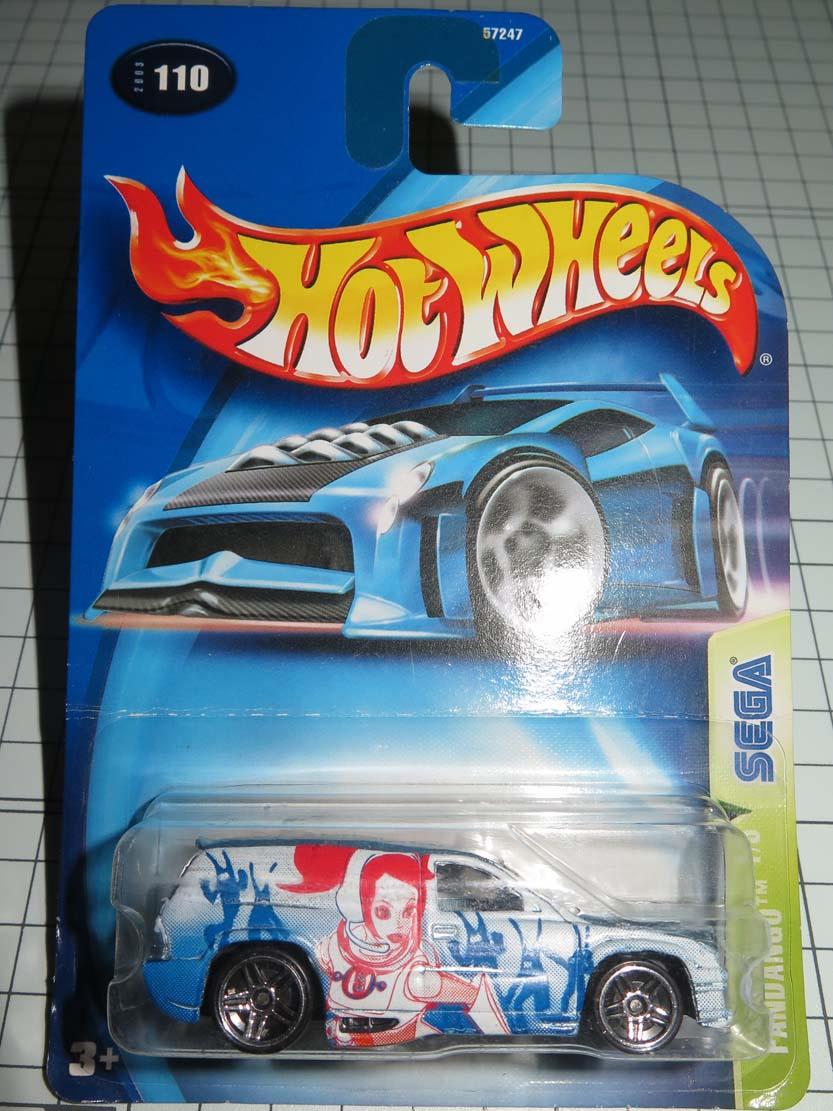 57247
2003 110
HOT WHEELS®
SEGA®
FANDANGO™
3+